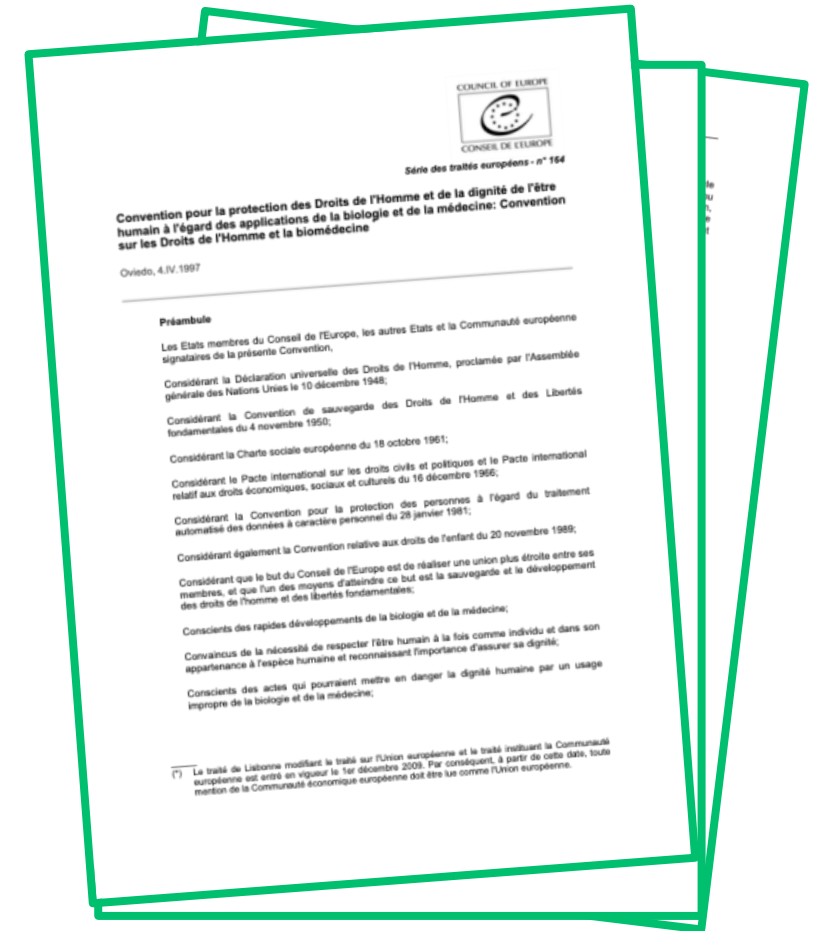 COUNCIL OF EUROPE
CONSEIL DE L'EUROPE
Série des traités européens - n° 164
Convention pour la protection des Droits de l'Homme et de la dignité de l'être
humain à l'égard des applications de la biologie et de la médecine: Convention
sur les Droits de l'Homme et la biomédecine
Oviedo, 4.IV.1997
Préambule
Les Etats membres du Conseil de l'Europe, les autres Etats et la Communauté européenne
signataires de la présente Convention,
Considérant la Déclaration universelle des Droits de l'Homme, proclamée par l'Assemblée
générale des Nations Unies le 10 décembre 1948;
Considérant la Convention de sauvegarde des Droits de l'Homme et des Libertés
fondamentales du 4 novembre 1950;
Considérant la Charte sociale européenne du 18 octobre 1961;
Considérant le Pacte international sur les droits civils et politiques et le Pacte international
relatif aux droits économiques, sociaux et culturels du 16 décembre 1966;
Considérant la Convention pour la protection des personnes à l'égard du traitement
automatisé des données à caractère personnel du 28 janvier 1981;
Considérant également la Convention relative aux droits de l'enfant du 20 novembre 1989;
Considérant que le but du Conseil de l'Europe est de réaliser une union plus étroite entre ses
membres, et que l'un des moyens d'atteindre ce but est la sauvegarde et le développement
des droits de l'homme et des libertés fondamentales;
Conscients des rapides développements de la biologie et de la médecine;
Convaincus de la nécessité de respecter l'être humain à la fois comme individu et dans son
appartenance à l'espèce humaine et reconnaissant l'importance d'assurer sa dignité;
Conscients des actes qui pourraient mettre en danger la dignité humaine par un usage
impropre de la biologie et de la médecine;
(*) Le traité de Lisbonne modifiant le traité sur l'Union européenne et le traité instituant la Communauté
européenne est entré en vigueur le 1er décembre 2009. Par conséquent, à partir de cette date, toute
mention de la Communauté économique européenne doit être lue comme l'Union européenne.